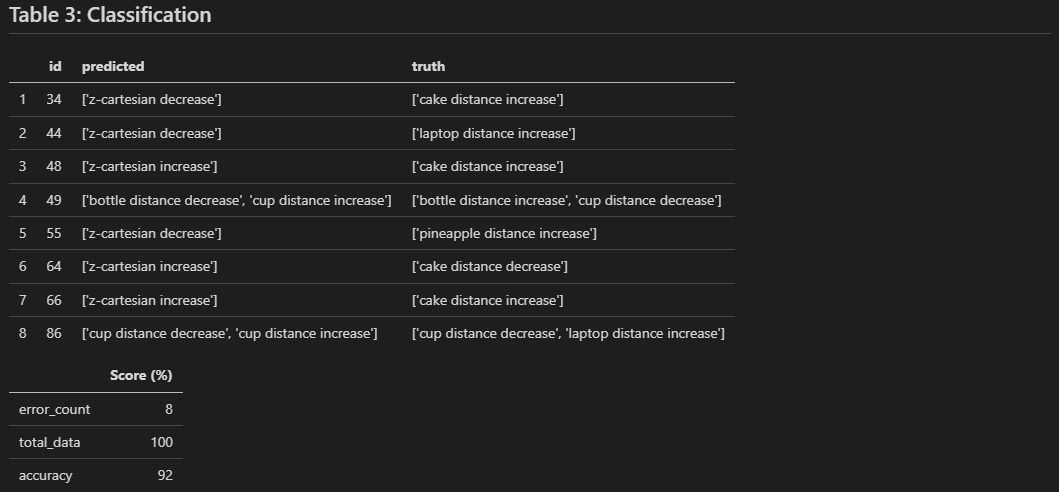 Table 3: Classification
id predicted truth
1 34 ['z-cartesian decrease'] ['cake distance increase']
2 44 ['z-cartesian decrease'] ['laptop distance increase']
3 48 ['z-cartesian increase'] ['cake distance increase']
4 49 ['bottle distance decrease', 'cup distance increase'] ['bottle distance increase', 'cup distance decrease']
5 55 ['z-cartesian decrease'] ['pineapple distance increase']
6 64 ['z-cartesian increase'] ['cake distance decrease']
7 66 ['z-cartesian increase'] ['cake distance increase']
8 86 ['cup distance decrease', 'cup distance increase'] ['cup distance decrease', 'laptop distance increase']
Score (%)
error_count 8
total_data 100
accuracy 92